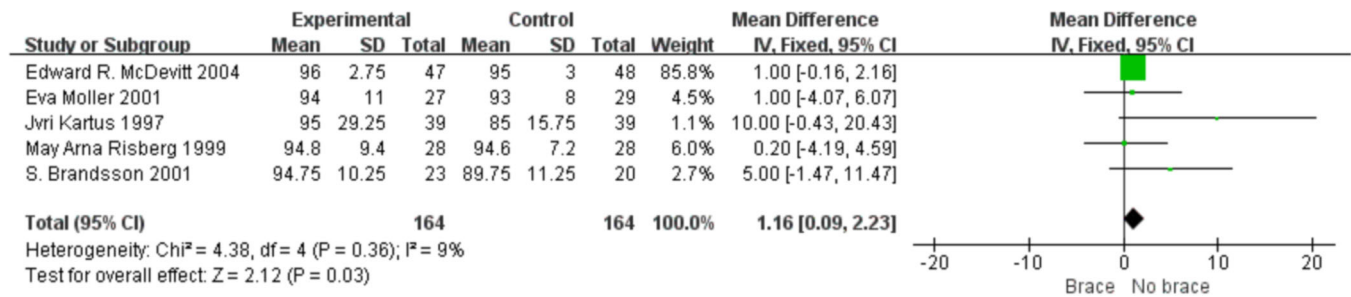 Experimental Control Mean Difference Mean Difference
Study or Subgroup Mean SD Total Mean SD Total Weight IV, Fixed, 95% CI IV, Fixed, 95% CI
Edward R. McDevitt 2004 96 2.75 47 95 3 48 85.8% 1.00 [-0.16, 2.16]
Eva Moller 2001 94 11 27 93 8 29 4.5% 1.00 [-4.07, 6.07]
Jvri Kartus 1997 95 29.25 39 85 15.75 39 1.1% 10.00 [-0.43, 20.43]
May Arna Risberg 1999 94.8 9.4 28 94.6 7.2 28 6.0% 0.20 [-4.19, 4.59]
S. Brandsson 2001 94.75 10.25 23 89.75 11.25 20 2.7% 5.00 [-1.47, 11.47]
Total (95% CI) 164 164 100.0% 1.16 [0.09, 2.23]
Heterogeneity: Chi² = 4.38, df = 4 (P = 0.36); I² = 9%
Test for overall effect: Z = 2.12 (P = 0.03)
-20 -10 0 10 20
Brace No brace